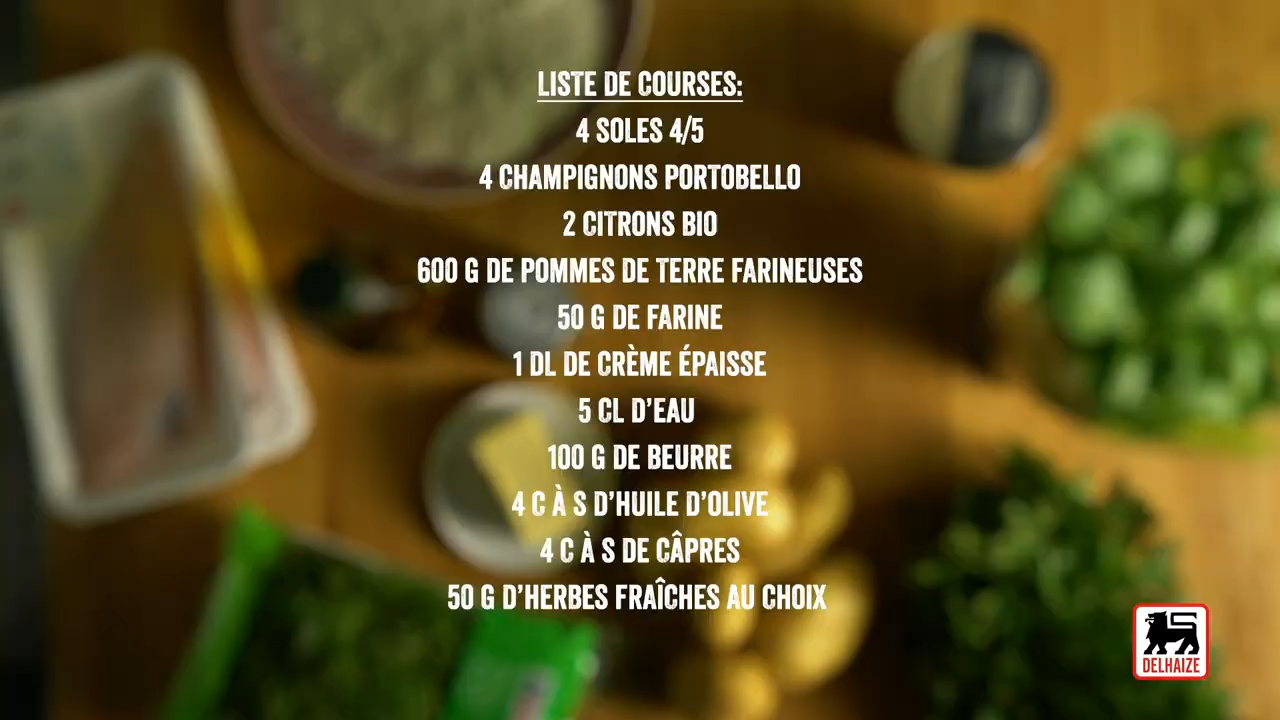 LISTE DE COURSES:
4 SOLES 4/5
4 CHAMPIGNONS PORTOBELLO
2 CITRONS BIO
600 G DE POMMES DE TERRE FARINEUSES
50 G DE FARINE
1 DL DE CRÈME ÉPAISSE
5 CL D'EAU
100 G DE BEURRE
4 C À S D'HUILE D'OLIVE
4 C À S DE CÂPRES
50 G D'HERBES FRAÎCHES AU CHOIX
DELHAIZE